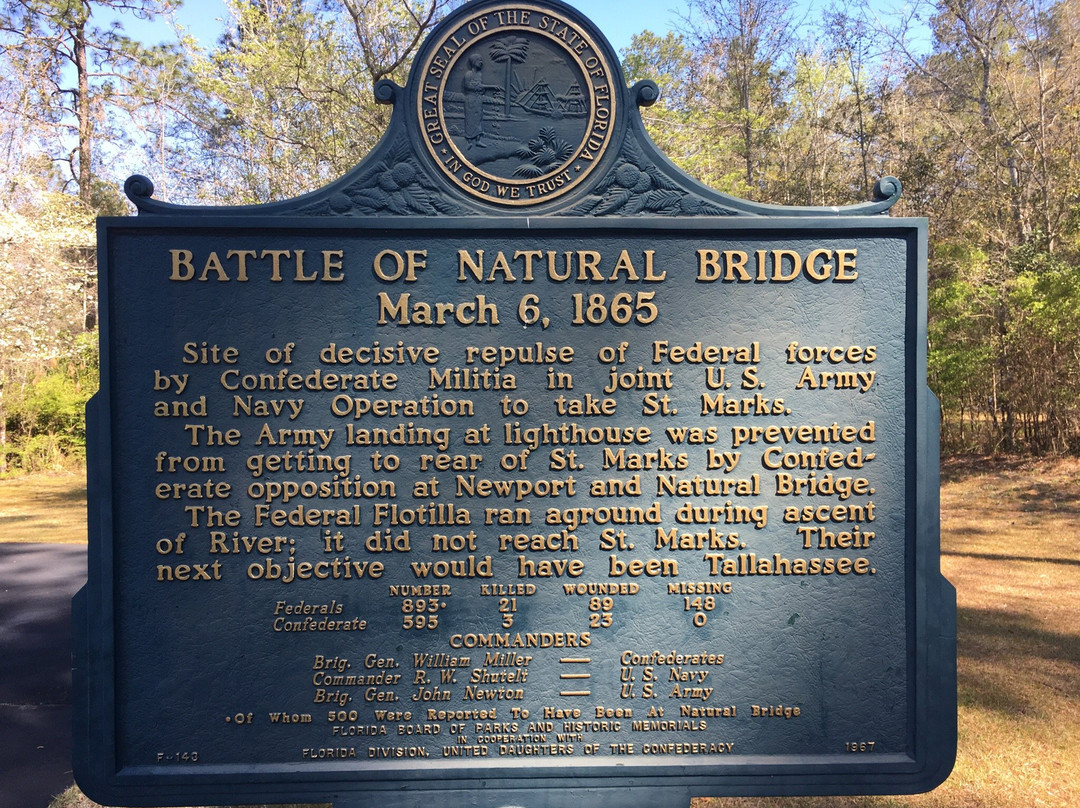 GREAT SEAL OF THE STATE OF FLORIDA
• IN GOD WE TRUST •
BATTLE OF NATURAL BRIDGE
March 6, 1865
Site of decisive repulse of Federal forces
by Confederate Militia in joint U.S. Army
and Navy Operation to take St. Marks.
The Army landing at lighthouse was prevented
from getting to rear of St. Marks by Confed-
erate opposition at Newport and Natural Bridge.
The Federal Flotilla ran aground during ascent
of River; it did not reach St. Marks. Their
next objective would have been Tallahassee.
NUMBER KILLED WOUNDED MISSING
Federals 893• 21 89 148
Confederate 595 3 23 0
COMMANDERS
Brig. Gen. William Miller — Confederates
Commander R. W. Shufelt — U.S. Navy
Brig. Gen. John Newton — U.S. Army
•Of Whom 500 Were Reported To Have Been At Natural Bridge
FLORIDA BOARD OF PARKS AND HISTORIC MEMORIALS
IN COOPERATION WITH
FLORIDA DIVISION, UNITED DAUGHTERS OF THE CONFEDERACY
F-143 1967